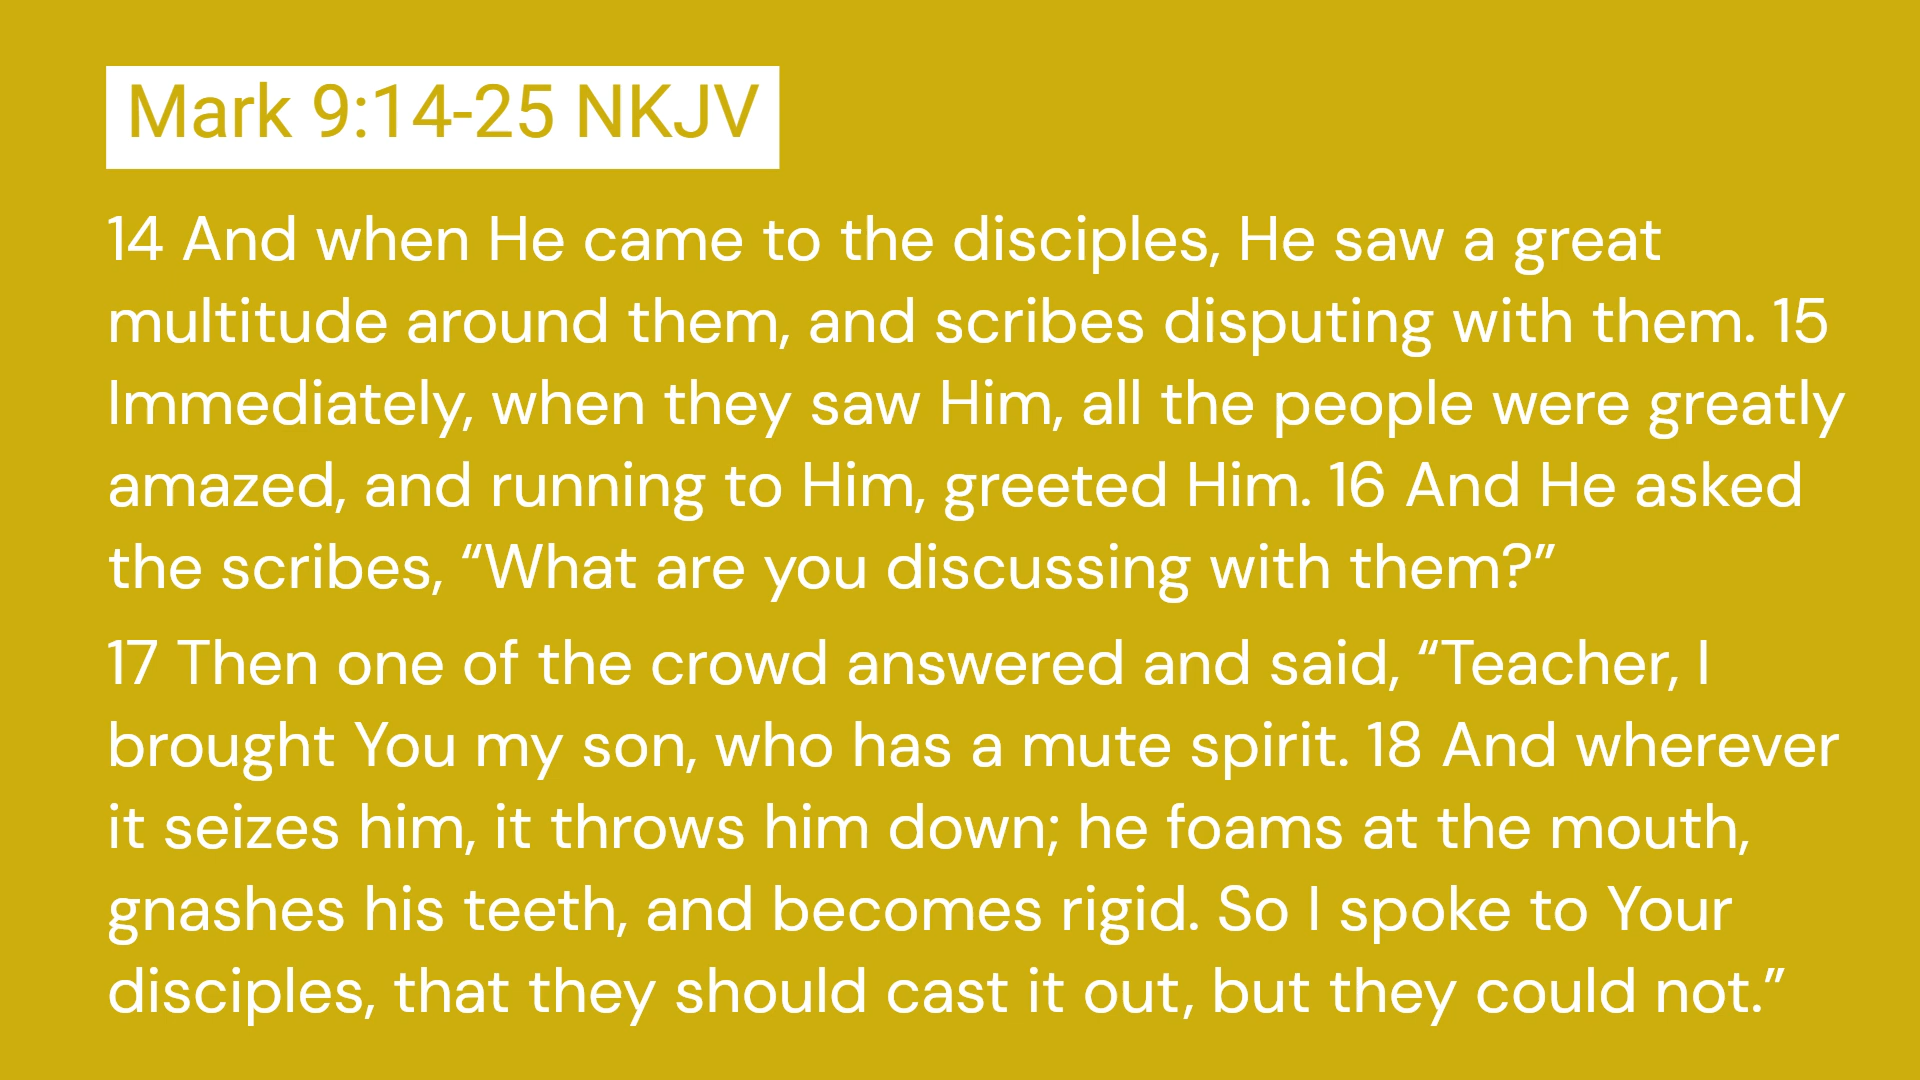 Mark 9:14-25 NKJV
14 And when He came to the disciples, He saw a great
multitude around them, and scribes disputing with them. 15
Immediately, when they saw Him, all the people were greatly
amazed, and running to Him, greeted Him. 16 And He asked
the scribes, “What are you discussing with them?”
17 Then one of the crowd answered and said, “Teacher, I
brought You my son, who has a mute spirit. 18 And wherever
it seizes him, it throws him down; he foams at the mouth,
gnashes his teeth, and becomes rigid. So I spoke to Your
disciples, that they should cast it out, but they could not.”